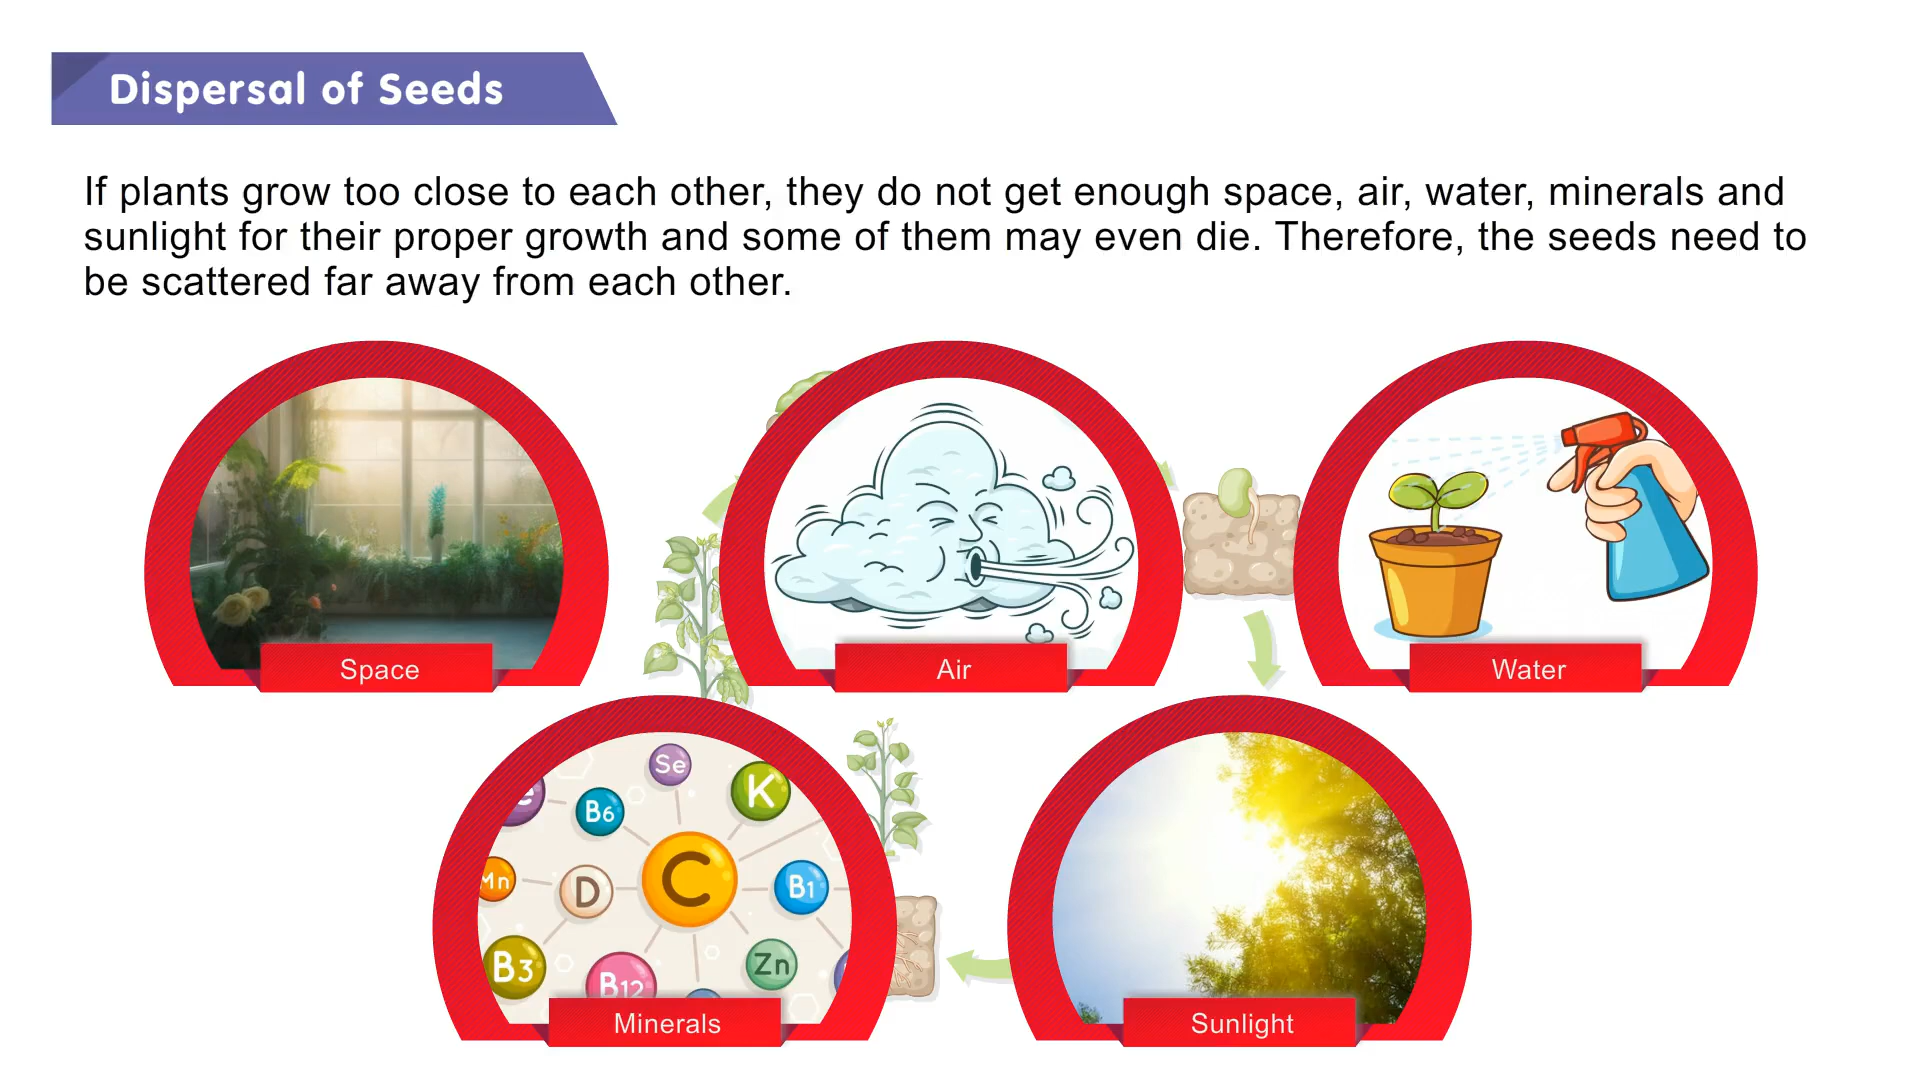 Dispersal of Seeds
If plants grow too close to each other, they do not get enough space, air, water, minerals and
sunlight for their proper growth and some of them may even die. Therefore, the seeds need to
be scattered far away from each other.
Space
Air
Water
Se
K
B6
C
Mn
D
B1
B3
B12
Zn
Minerals
Sunlight